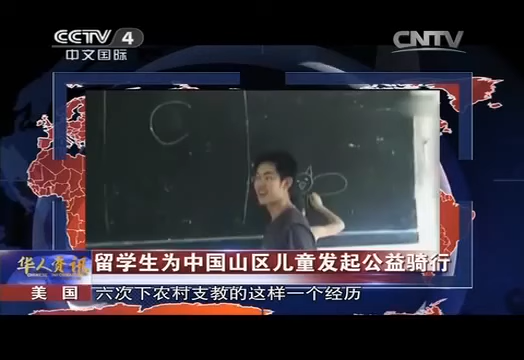 CCTV 4
中文国际
CNTV
C
华人资讯
留学生为中国山区儿童发起公益骑行
美国
六次下农村支教的这样一个经历